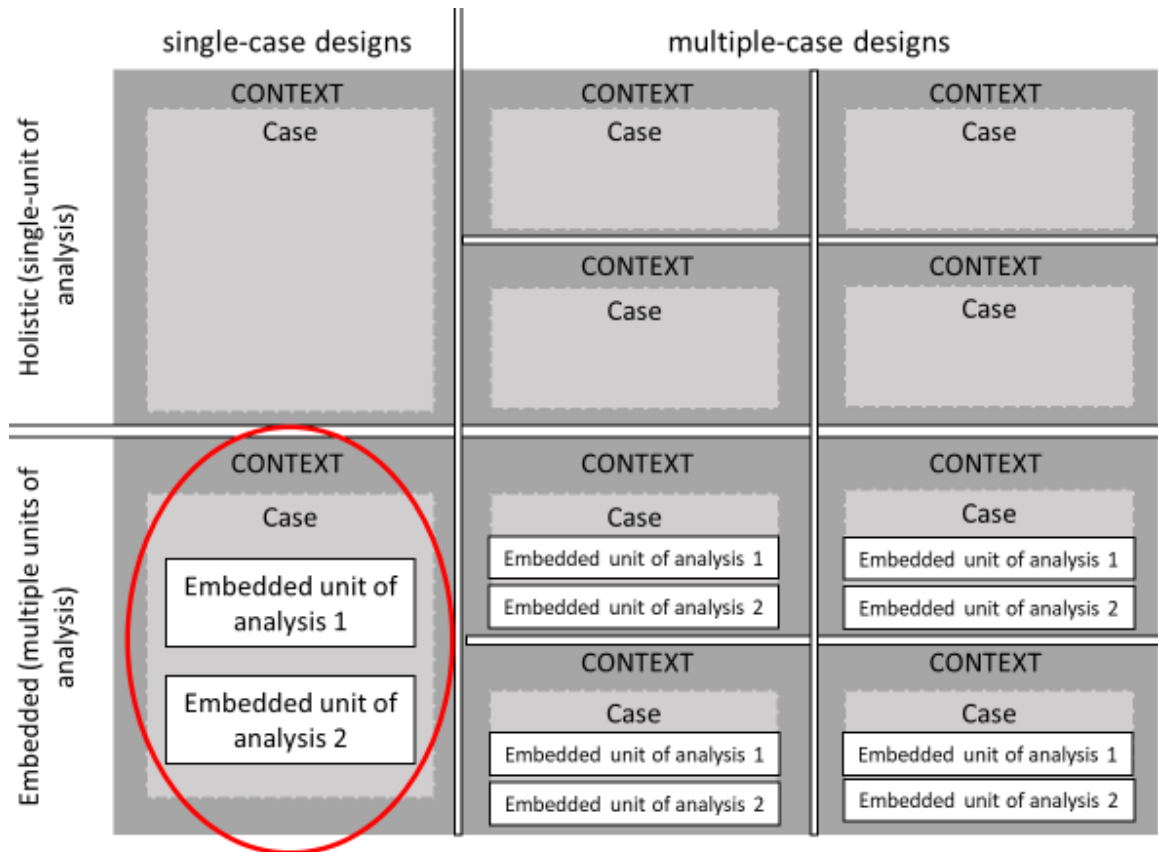 single-case designs
multiple-case designs
Holistic (single-unit of
analysis)
CONTEXT
Case
CONTEXT
Case
CONTEXT
Case
CONTEXT
Case
CONTEXT
Case
Embedded (multiple units of
analysis)
CONTEXT
Case
Embedded unit of
analysis 1
Embedded unit of
analysis 2
CONTEXT
Case
Embedded unit of analysis 1
Embedded unit of analysis 2
CONTEXT
Case
Embedded unit of analysis 1
Embedded unit of analysis 2
CONTEXT
Case
Embedded unit of analysis 1
Embedded unit of analysis 2
CONTEXT
Case
Embedded unit of analysis 1
Embedded unit of analysis 2